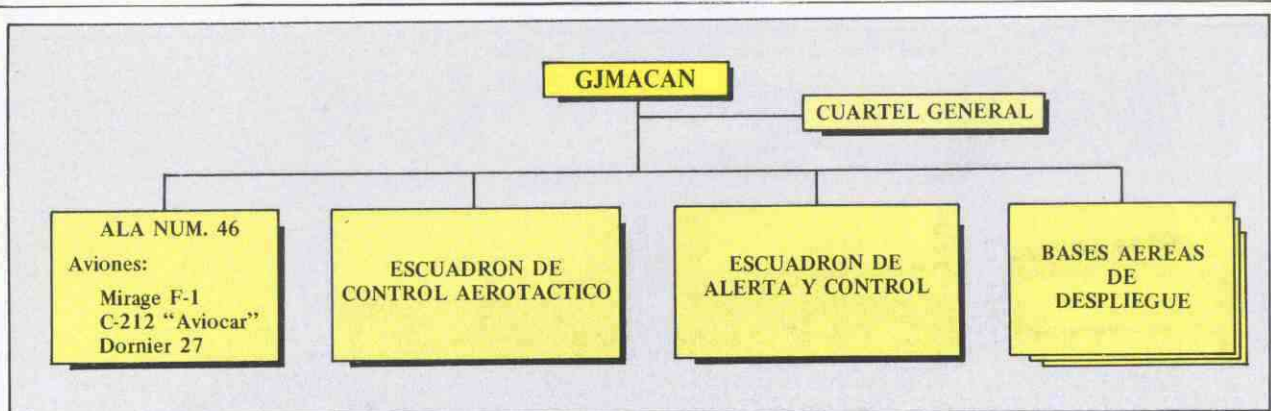 GJMACAN
CUARTEL GENERAL
ALA NUM. 46
Aviones:
Mirage F-1
C-212 “Aviocar”
Dornier 27
ESCUADRON DE
CONTROL AEROTACTICO
ESCUADRON DE
ALERTA Y CONTROL
BASES AEREAS
DE
DESPLIEGUE